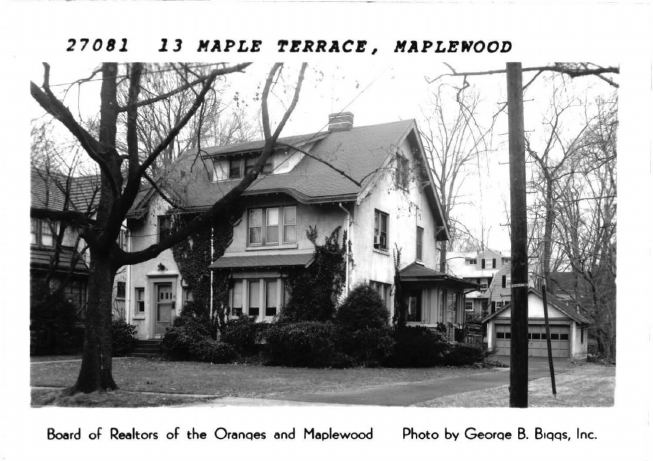 27081 13 MAPLE TERRACE, MAPLEWOOD
Board of Realtors of the Oranges and Maplewood Photo by George B. Biggs, Inc.